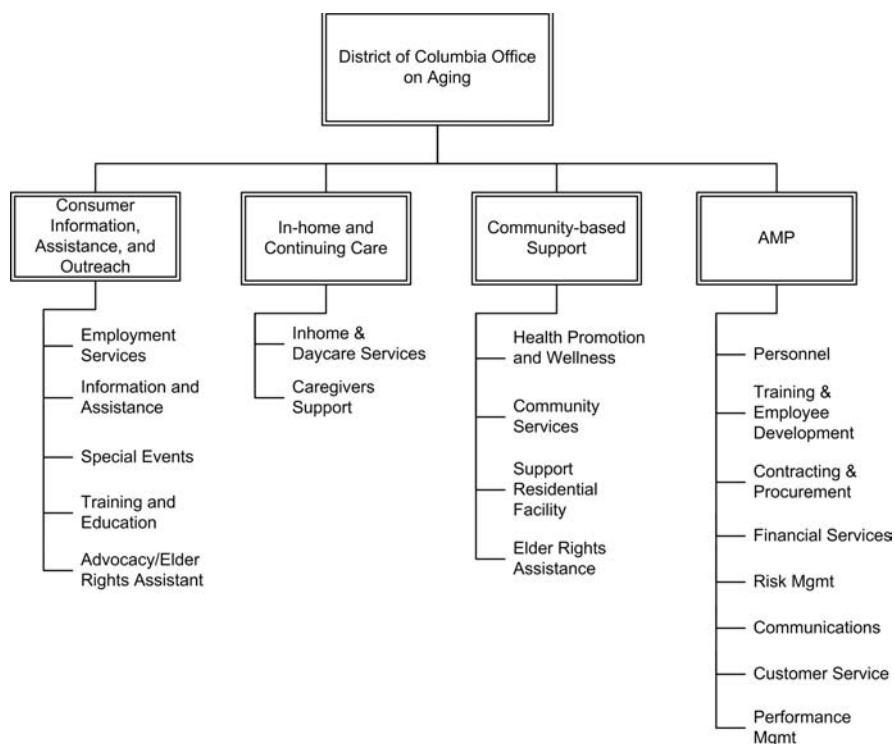 District of Columbia Office
on Aging
Consumer
Information,
Assistance, and
Outreach
In-home and
Continuing Care
Community-based
Support
AMP
Employment
Services
Information and
Assistance
Special Events
Training and
Education
Advocacy/Elder
Rights Assistant
Inhome &
Daycare Services
Caregivers
Support
Health Promotion
and Wellness
Community
Services
Support
Residential
Facility
Elder Rights
Assistance
Personnel
Training &
Employee
Development
Contracting &
Procurement
Financial Services
Risk Mgmt
Communications
Customer Service
Performance
Mgmt